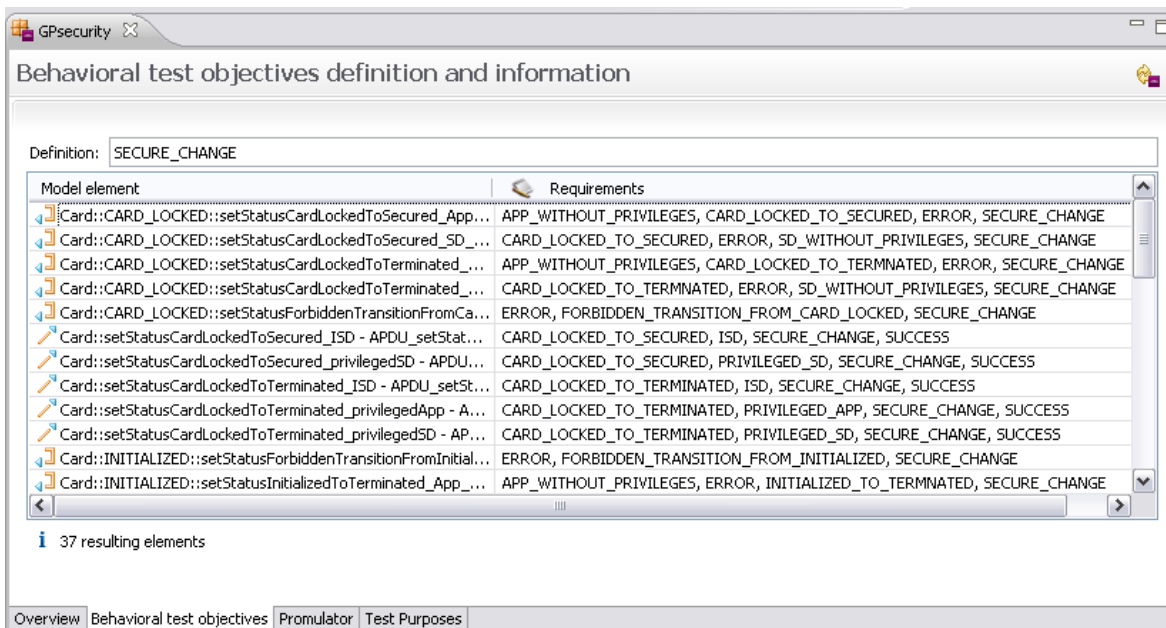 GPsecurity
Behavioral test objectives definition and information
Definition: SECURE_CHANGE
Model element Requirements
Card::CARD_LOCKED::setStatusCardLockedToSecured_App... APP_WITHOUT_PRIVILEGES, CARD_LOCKED_TO_SECURED, ERROR, SECURE_CHANGE
Card::CARD_LOCKED::setStatusCardLockedToSecured_SD_... CARD_LOCKED_TO_SECURED, ERROR, SD_WITHOUT_PRIVILEGES, SECURE_CHANGE
Card::CARD_LOCKED::setStatusCardLockedToTerminated_... APP_WITHOUT_PRIVILEGES, CARD_LOCKED_TO_TERMNATED, ERROR, SECURE_CHANGE
Card::CARD_LOCKED::setStatusCardLockedToTerminated_... CARD_LOCKED_TO_TERMNATED, ERROR, SD_WITHOUT_PRIVILEGES, SECURE_CHANGE
Card::CARD_LOCKED::setStatusForbiddenTransitionFromCa... ERROR, FORBIDDEN_TRANSITION_FROM_CARD_LOCKED, SECURE_CHANGE
Card::setStatusCardLockedToSecured_ISD - APDU_setStat... CARD_LOCKED_TO_SECURED, ISD, SECURE_CHANGE, SUCCESS
Card::setStatusCardLockedToSecured_privilegedSD - APDU... CARD_LOCKED_TO_SECURED, PRIVILEGED_SD, SECURE_CHANGE, SUCCESS
Card::setStatusCardLockedToTerminated_ISD - APDU_setSt... CARD_LOCKED_TO_TERMINATED, ISD, SECURE_CHANGE, SUCCESS
Card::setStatusCardLockedToTerminated_privilegedApp - A... CARD_LOCKED_TO_TERMINATED, PRIVILEGED_APP, SECURE_CHANGE, SUCCESS
Card::setStatusCardLockedToTerminated_privilegedSD - AP... CARD_LOCKED_TO_TERMINATED, PRIVILEGED_SD, SECURE_CHANGE, SUCCESS
Card::INITIALIZED::setStatusForbiddenTransitionFromInitial... ERROR, FORBIDDEN_TRANSITION_FROM_INITIALIZED, SECURE_CHANGE
Card::INITIALIZED::setStatusInitializedToTerminated_App_... APP_WITHOUT_PRIVILEGES, ERROR, INITIALIZED_TO_TERMNATED, SECURE_CHANGE
37 resulting elements
Overview Behavioral test objectives Promulator Test Purposes